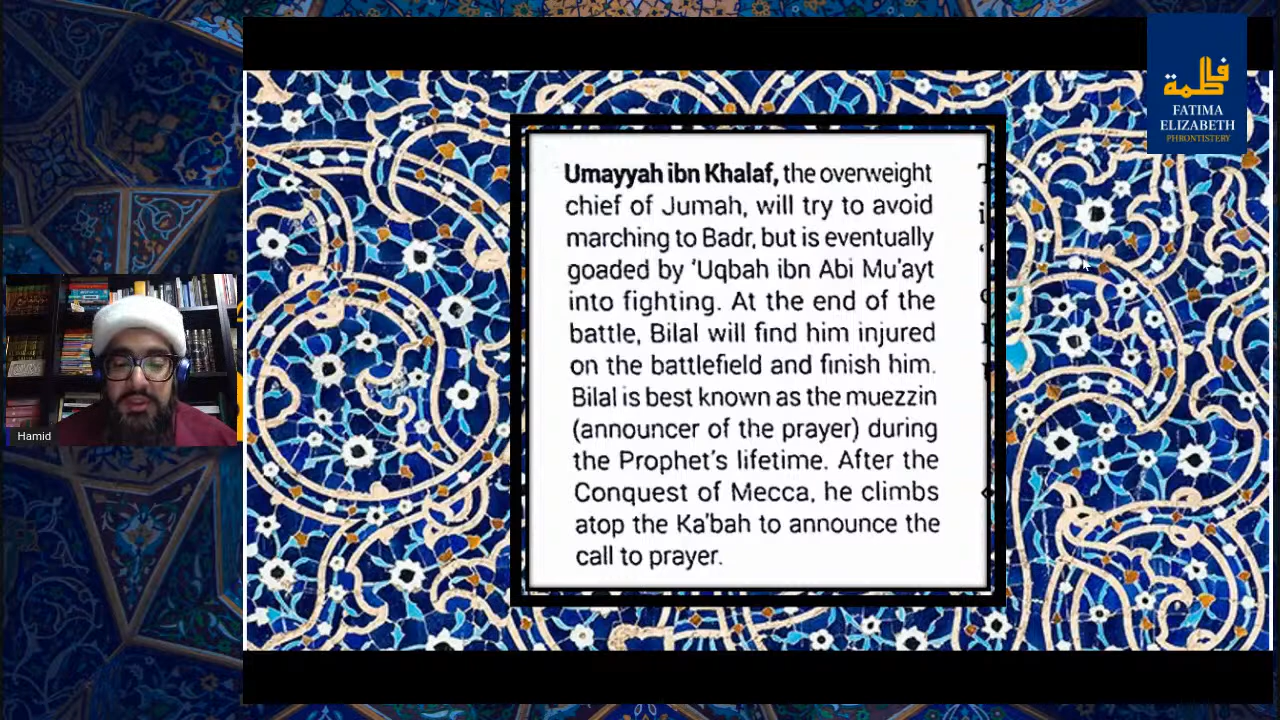 فاطمة
FATIMA
ELIZABETH
PHRONTISTERY
Umayyah ibn Khalaf, the overweight
chief of Jumah, will try to avoid
marching to Badr, but is eventually
goaded by ‘Uqbah ibn Abi Mu’ayt
into fighting. At the end of the
battle, Bilal will find him injured
on the battlefield and finish him.
Bilal is best known as the muezzin
(announcer of the prayer) during
the Prophet’s lifetime. After the
Conquest of Mecca, he climbs
atop the Ka’bah to announce the
call to prayer.
Hamid